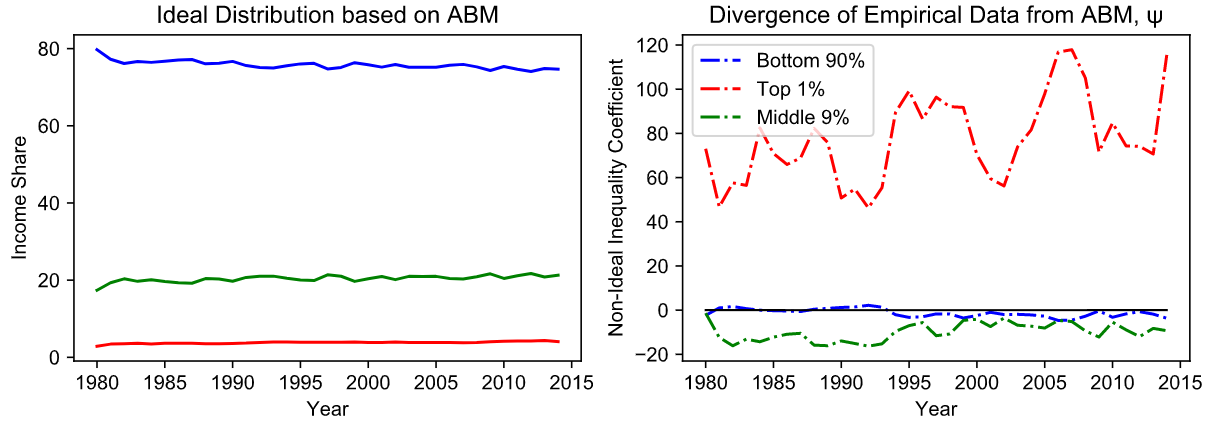 Ideal Distribution based on ABM
Income Share
80
60
40
20
0
1980 1985 1990 1995 2000 2005 2010 2015
Year
Divergence of Empirical Data from ABM, ψ
Non-Ideal Inequality Coefficient
120
100
80
60
40
20
0
−20
Bottom 90%
Top 1%
Middle 9%
1980 1985 1990 1995 2000 2005 2010 2015
Year